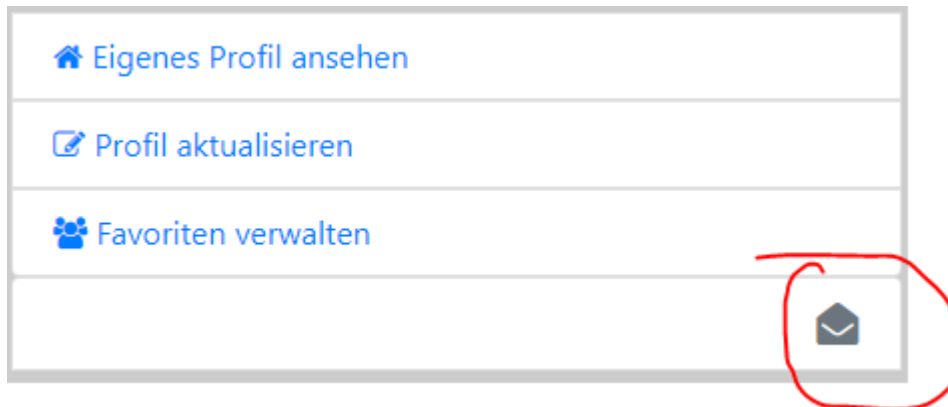 Eigenes Profil ansehen
Profil aktualisieren
Favoriten verwalten